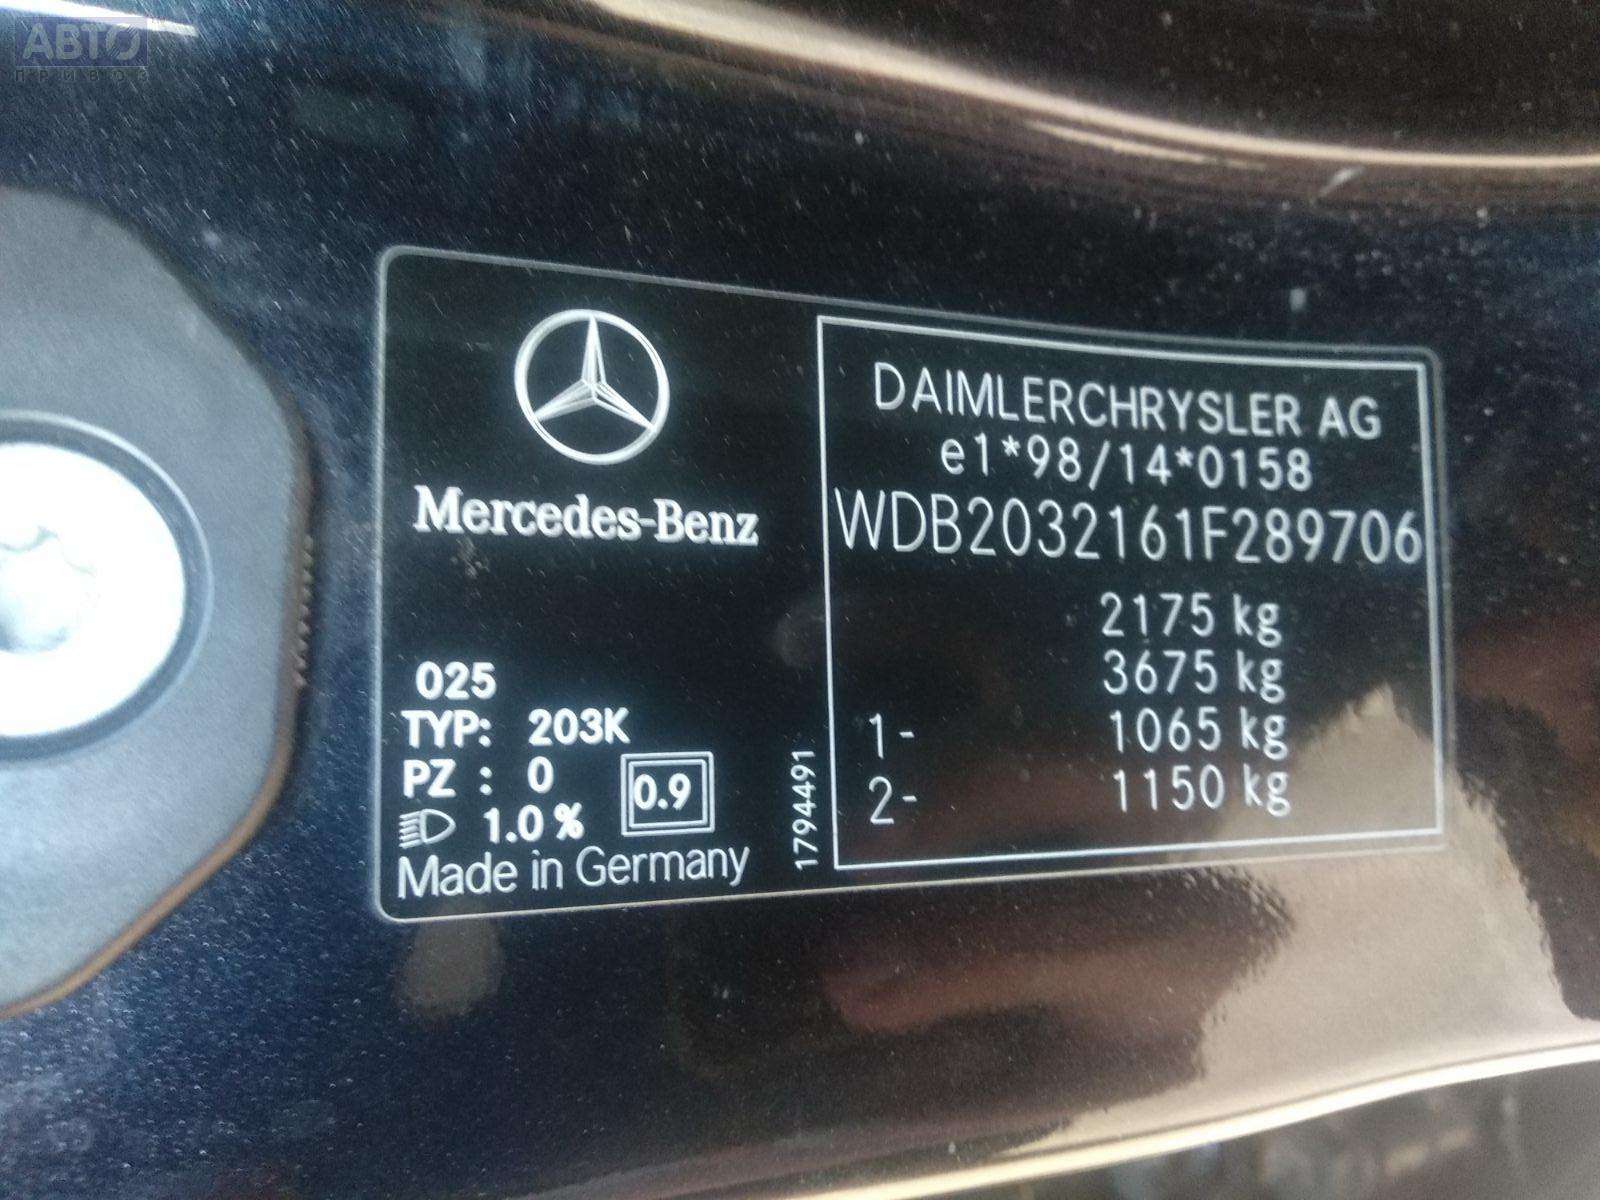 АВТО
ПРИВОЗ
Mercedes-Benz
025
TYP: 203K
PZ : 0
1.0 %
0.9
Made in Germany
1794491
DAIMLERCHRYSLER AG
e1*98/14*0158
WDB2032161F289706
2175 kg
3675 kg
1- 1065 kg
2- 1150 kg